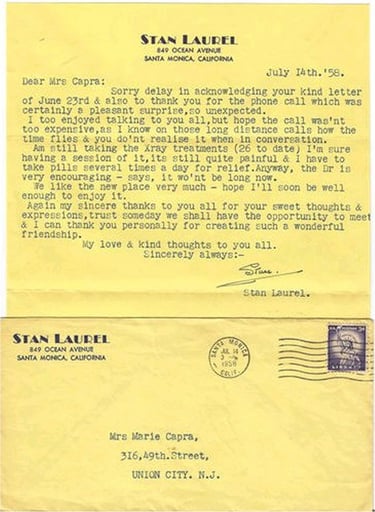 STAN LAUREL
849 OCEAN AVENUE
SANTA MONICA, CALIFORNIA
July I4th.'58.
Dear Mrs Capra:
Sorry delay in acknowledging your kind letter
of June 23rd & also to thank you for the phone call which was
certainly a pleasant surprise,so unexpected.
I too enjoyed talking to you all,but hope the call was'nt
too expensive,as I know on those long distance calls how the
time flies & you do'nt realise it when in conversation.
Am still taking the Xray treatments (26 to date) I'm sure
having a session of it,its still quite painful & I have to
take pills several times a day for relief.Anyway, the Dr is
very encouraging - says, it wo'nt be long now.
We like the new place very much - hope I'll soon be well
enough to enjoy it.
Again my sincere thanks to you all for your sweet thoughts &
expressions,trust someday we shall have the opportunity to meet
& I can thank you personally for creating such a wonderful
friendship.
My love & kind thoughts to you all.
Sincerely always:-
Stan
Stan Laurel.
STAN LAUREL
849 OCEAN AVENUE
SANTA MONICA, CALIFORNIA
SANTA MONICA
JUL 14
1958
CALIF.
LIBERTY
Mrs Marie Capra,
3I6,49th.Street,
UNION CITY. N.J.